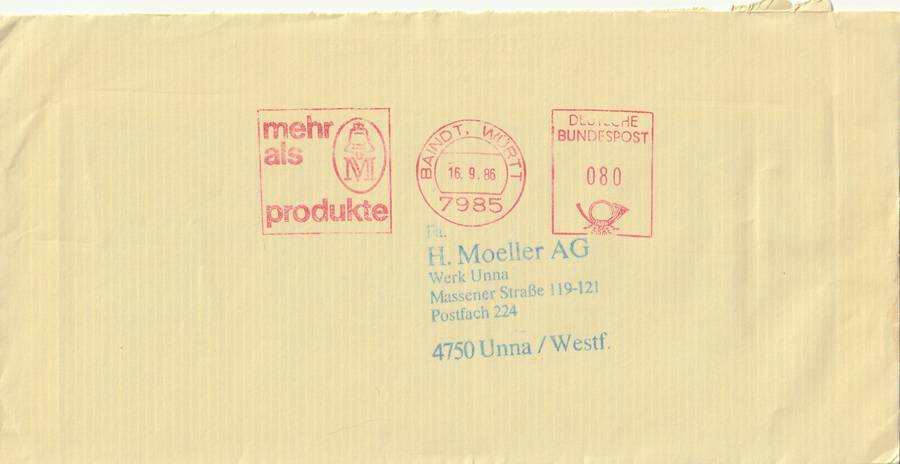 mehr
als
M
produkte
BAINDT, WÜRTT
16. 9. 86
7985
DEUTSCHE
BUNDESPOST
080
Fa.
H. Moeller AG
Werk Unna
Massener Straße 119-121
Postfach 224
4750 Unna / Westf.